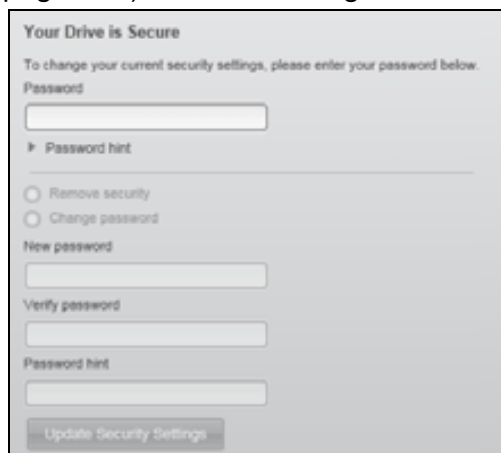 Your Drive is Secure
To change your current security settings, please enter your password below.
Password
Password hint
Remove security
Change password
New password
Verify password
Password hint
Update Security Settings